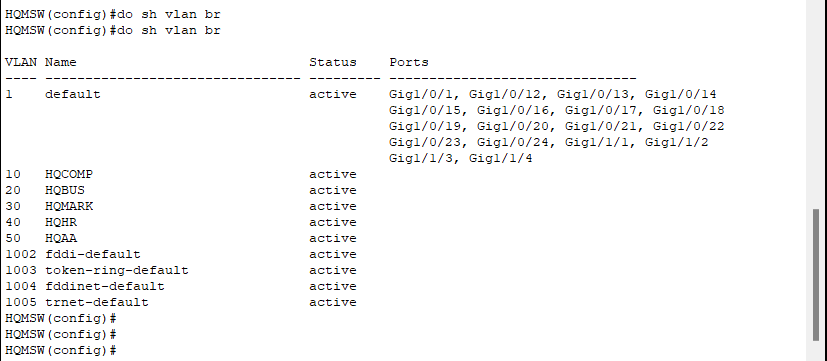 HQMSW(config)#do sh vlan br
HQMSW(config)#do sh vlan br
VLAN Name                             Status    Ports
---- -------------------------------- --------- -------------------------------
1    default                          active    Gig1/0/1, Gig1/0/12, Gig1/0/13, Gig1/0/14
                                                Gig1/0/15, Gig1/0/16, Gig1/0/17, Gig1/0/18
                                                Gig1/0/19, Gig1/0/20, Gig1/0/21, Gig1/0/22
                                                Gig1/0/23, Gig1/0/24, Gig1/1/1, Gig1/1/2
                                                Gig1/1/3, Gig1/1/4
10   HQCOMP                           active
20   HQBUS                            active
30   HQMARK                           active
40   HQHR                             active
50   HQAA                             active
1002 fddi-default                     active
1003 token-ring-default               active
1004 fddinet-default                  active
1005 trnet-default                    active
HQMSW(config)#
HQMSW(config)#
HQMSW(config)#